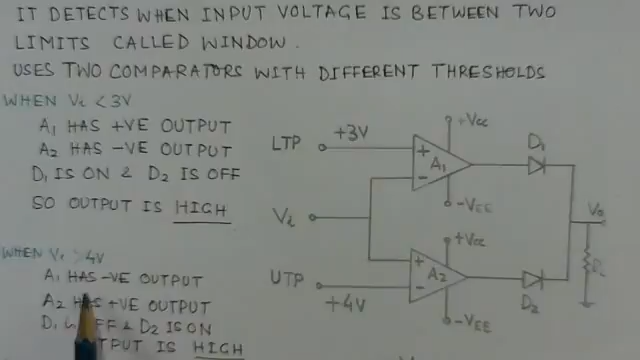 IT DETECTS WHEN INPUT VOLTAGE IS BETWEEN TWO
LIMITS CALLED WINDOW.
USES TWO COMPARATORS WITH DIFFERENT THRESHOLDS
WHEN Vi < 3V
A1 HAS +VE OUTPUT
A2 HAS -VE OUTPUT
D1 IS ON & D2 IS OFF
SO OUTPUT IS HIGH
WHEN Vi > 4V
A1 HAS -VE OUTPUT
A2 HAS +VE OUTPUT
D1 & D2 IS ON
IS HIGH
LTP +3V
+
-
A1
+Vcc
-VEE
D1
Vi
Vo
RL
UTP
+4V
+
-
A2
+Vcc
-VEE
D2